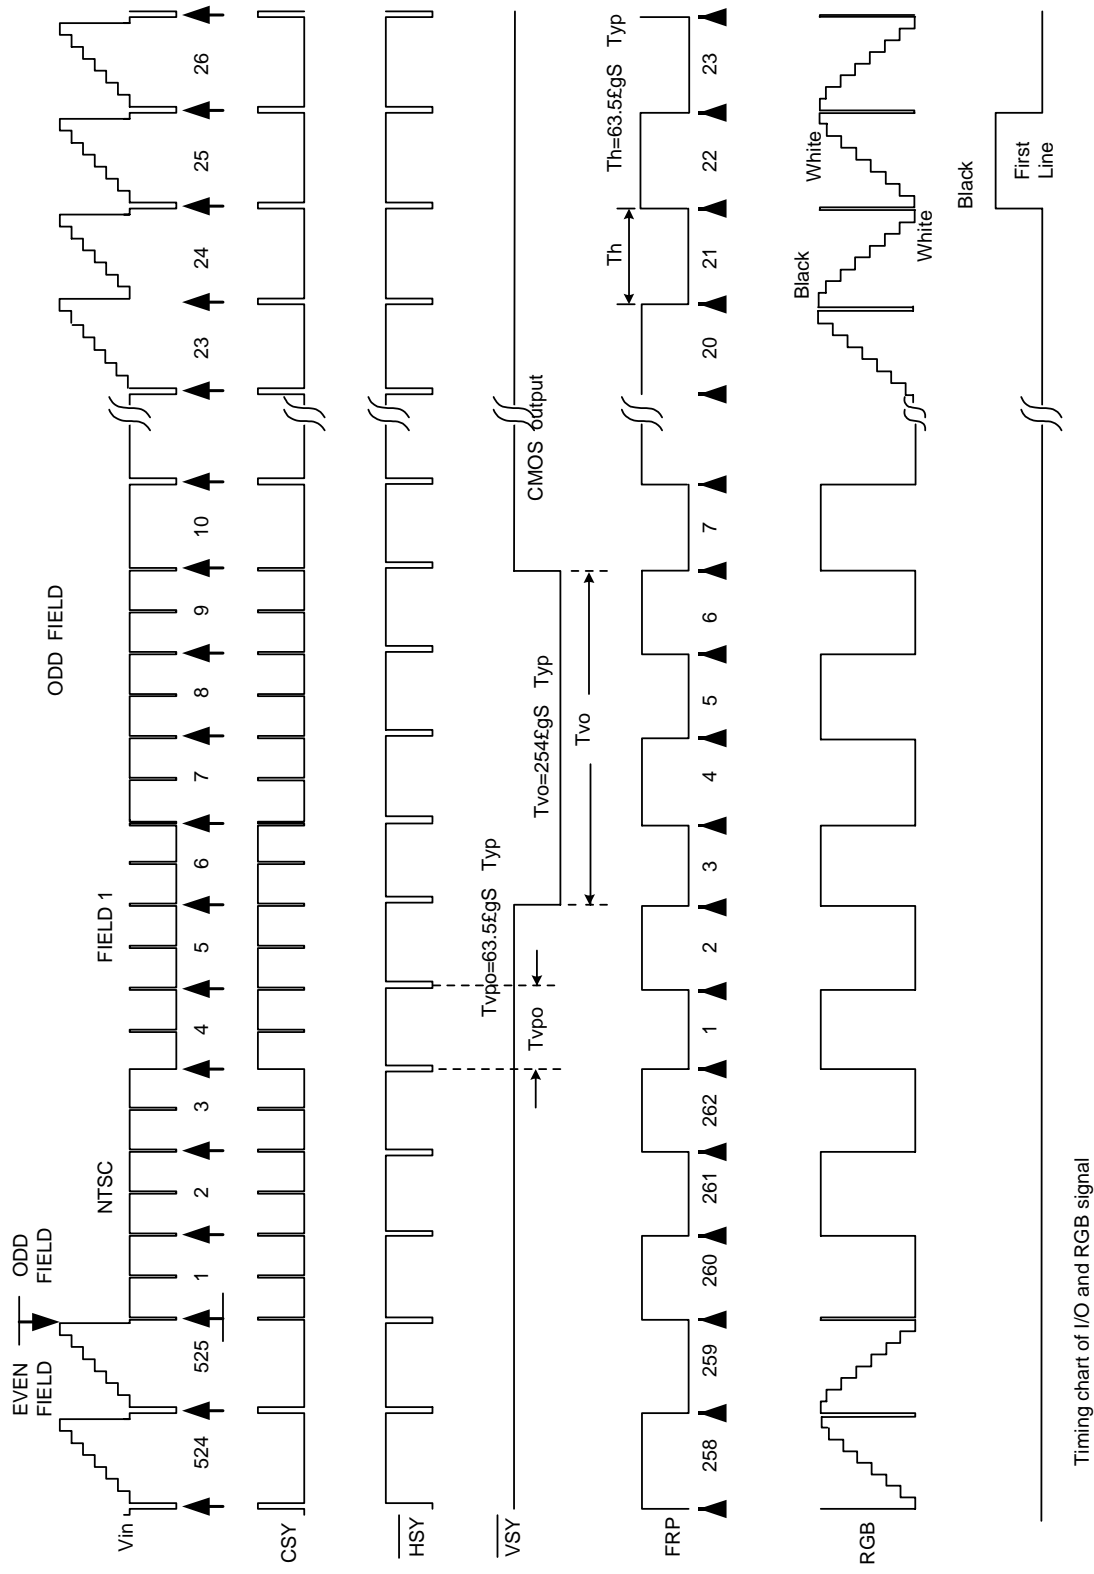 EVEN
FIELD
ODD
FIELD
NTSC
FIELD 1
ODD FIELD
Vin
524
525
1
2
3
4
5
6
7
8
9
10
23
24
25
26
CSY
HSY
VSY
Tvpo
Tvpo=63.5£gS Typ
Tvo=254£gS Typ
Tvo
CMOS output
FRP
258
259
260
261
262
1
2
3
4
5
6
7
20
21
22
23
Th
Th=63.5£gS Typ
RGB
Black
White
White
Black
First
Line
Timing chart of I/O and RGB signal